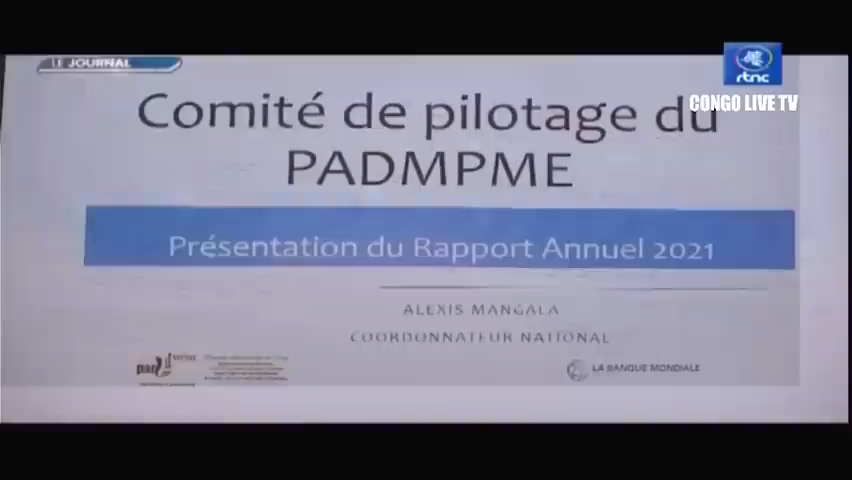 LE JOURNAL
rtnc
CONGO LIVE TV
Comité de pilotage du
PADMPME
Présentation du Rapport Annuel 2021
ALEXIS MANGALA
COORDONNATEUR NATIONAL
LA BANQUE MONDIALE